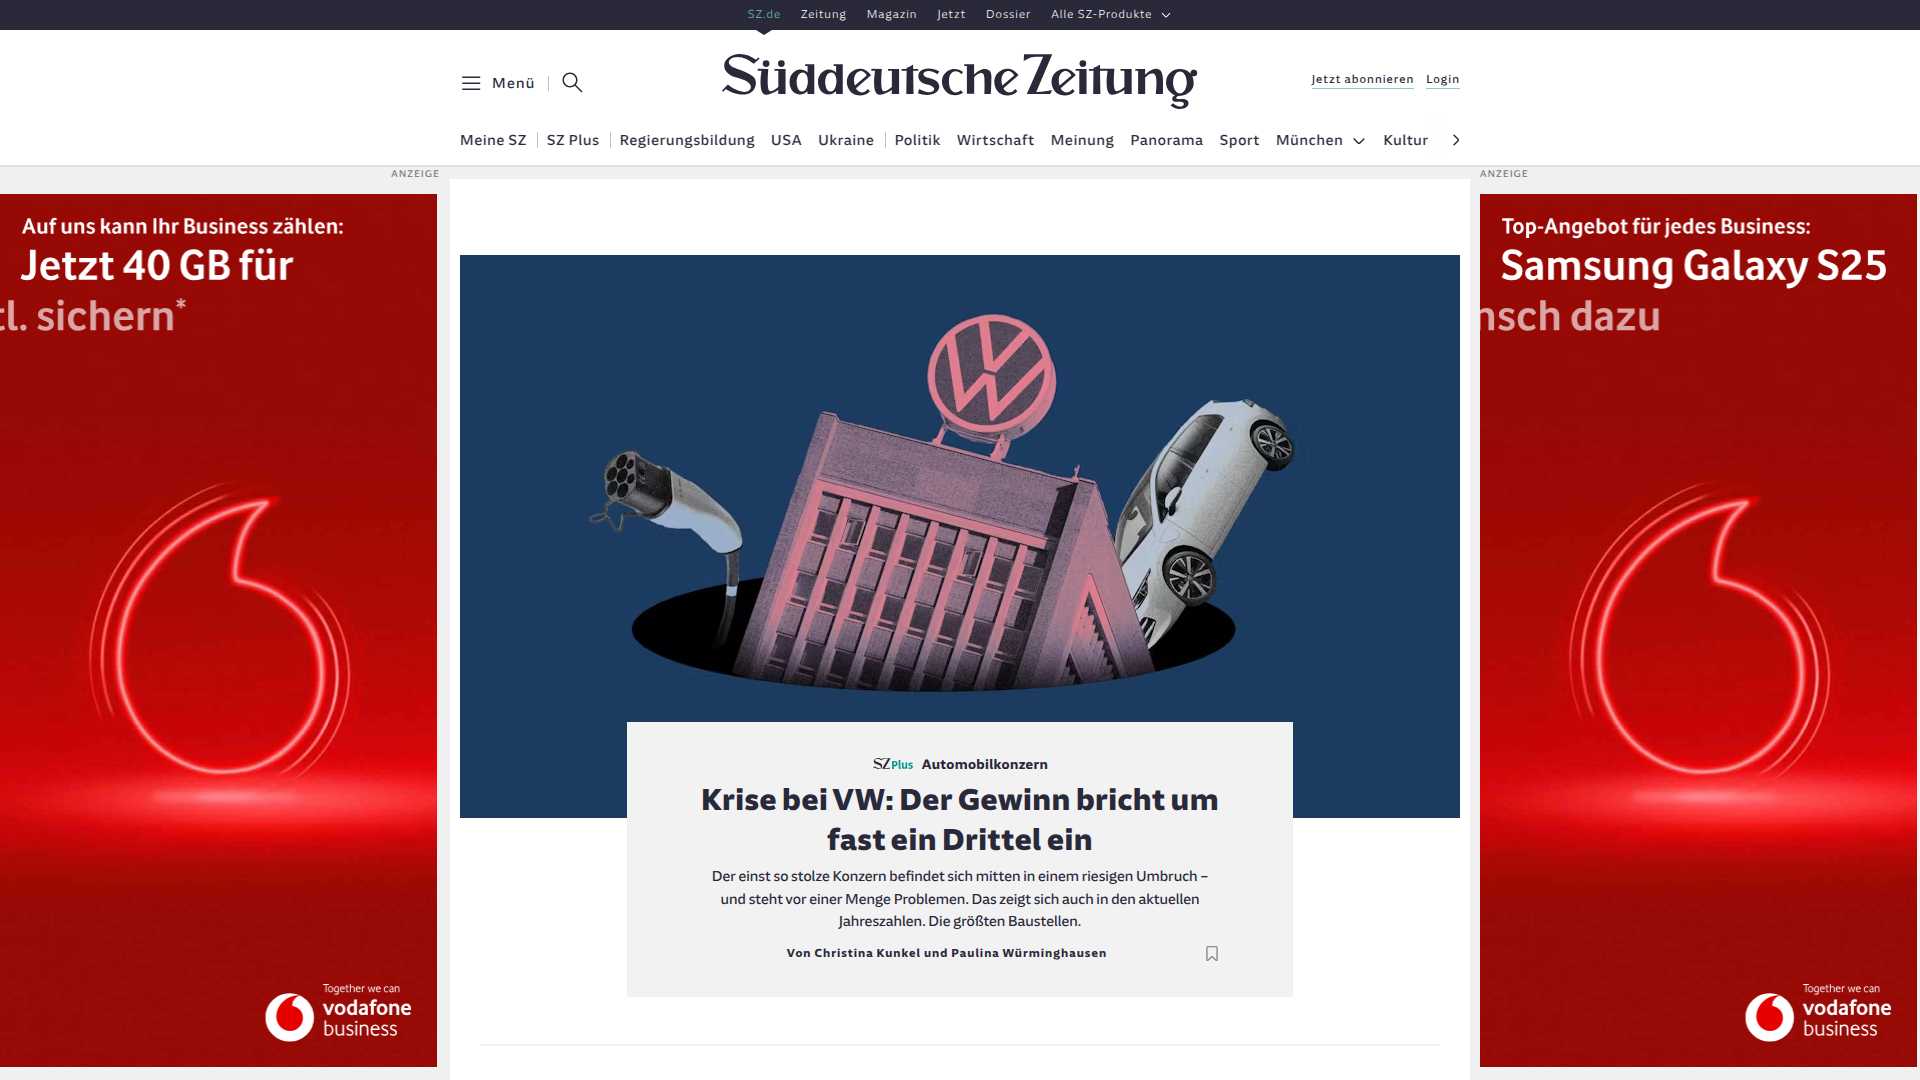 SZ.de Zeitung Magazin Jetzt Dossier Alle SZ-Produkte
Menü
Süddeutsche Zeitung
Jetzt abonnieren Login
Meine SZ SZ Plus Regierungsbildung USA Ukraine Politik Wirtschaft Meinung Panorama Sport München Kultur
ANZEIGE
Auf uns kann Ihr Business zählen:
Jetzt 40 GB für
tl. sichern*
Together we can
vodafone
business
SZ Plus Automobilkonzern
Krise bei VW: Der Gewinn bricht um
fast ein Drittel ein
Der einst so stolze Konzern befindet sich mitten in einem riesigen Umbruch –
und steht vor einer Menge Problemen. Das zeigt sich auch in den aktuellen
Jahreszahlen. Die größten Baustellen.
Von Christina Kunkel und Paulina Würminghausen
ANZEIGE
Top-Angebot für jedes Business:
Samsung Galaxy S25
nsch dazu
Together we can
vodafone
business